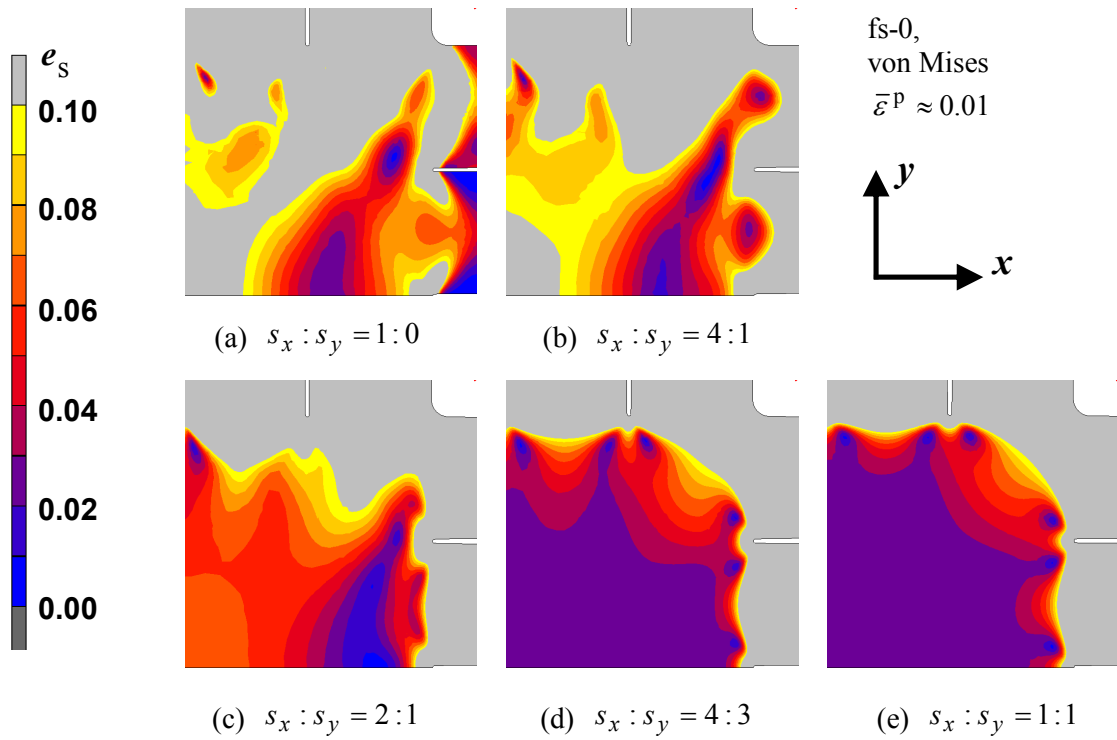 e_s
0.10
0.08
0.06
0.04
0.02
0.00
fs-0,
von Mises
ε̄^p ≈ 0.01
y
x
(a) s_x : s_y = 1 : 0
(b) s_x : s_y = 4 : 1
(c) s_x : s_y = 2 : 1
(d) s_x : s_y = 4 : 3
(e) s_x : s_y = 1 : 1